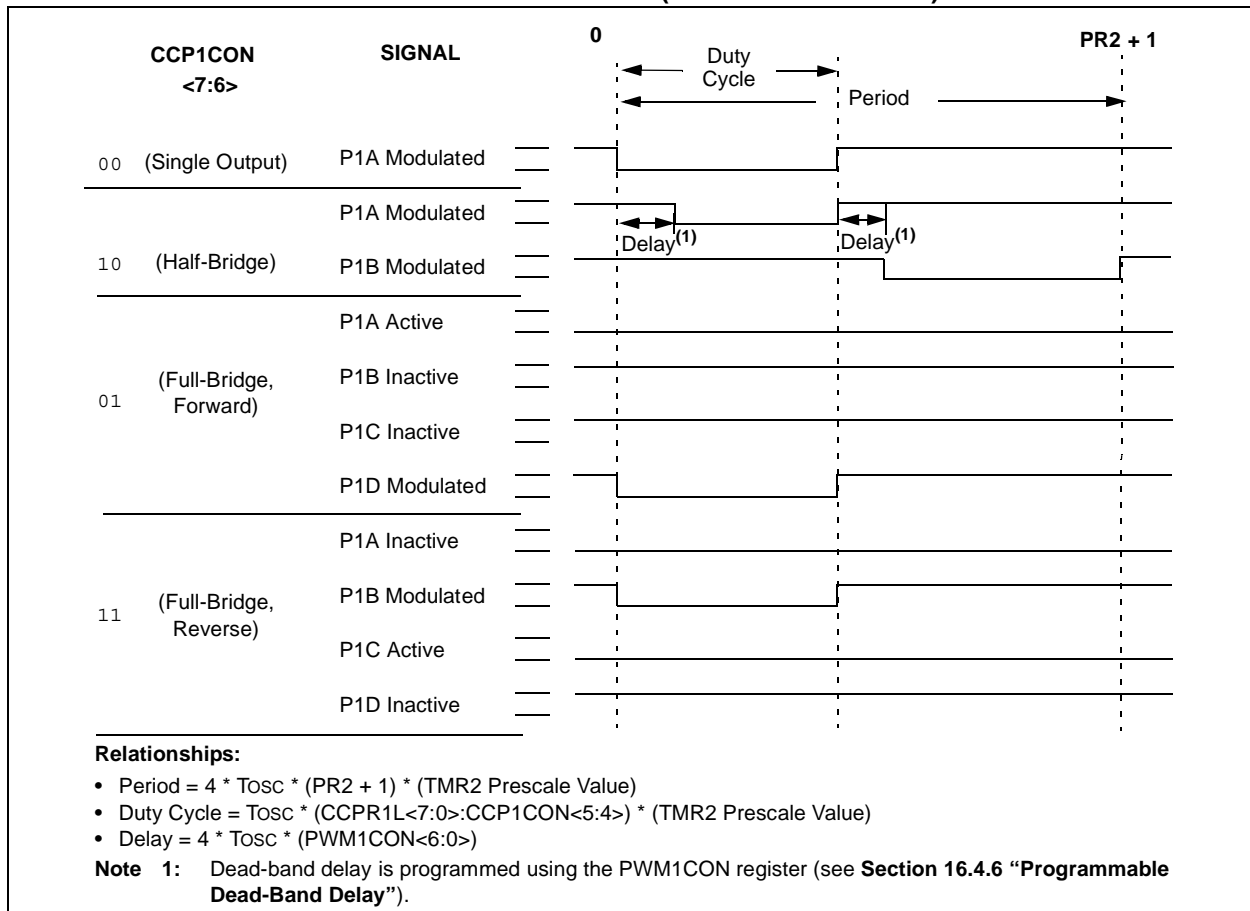 0
PR2 + 1
CCP1CON
<7:6>
SIGNAL
Duty
Cycle
Period
00 (Single Output) P1A Modulated
P1A Modulated
Delay(1) Delay(1)
10 (Half-Bridge) P1B Modulated
P1A Active
01 (Full-Bridge,
Forward)
P1B Inactive
P1C Inactive
P1D Modulated
P1A Inactive
11 (Full-Bridge,
Reverse)
P1B Modulated
P1C Active
P1D Inactive
Relationships:
• Period = 4 * TOSC * (PR2 + 1) * (TMR2 Prescale Value)
• Duty Cycle = TOSC * (CCPR1L<7:0>:CCP1CON<5:4>) * (TMR2 Prescale Value)
• Delay = 4 * TOSC * (PWM1CON<6:0>)
Note 1: Dead-band delay is programmed using the PWM1CON register (see Section 16.4.6 “Programmable
Dead-Band Delay”).